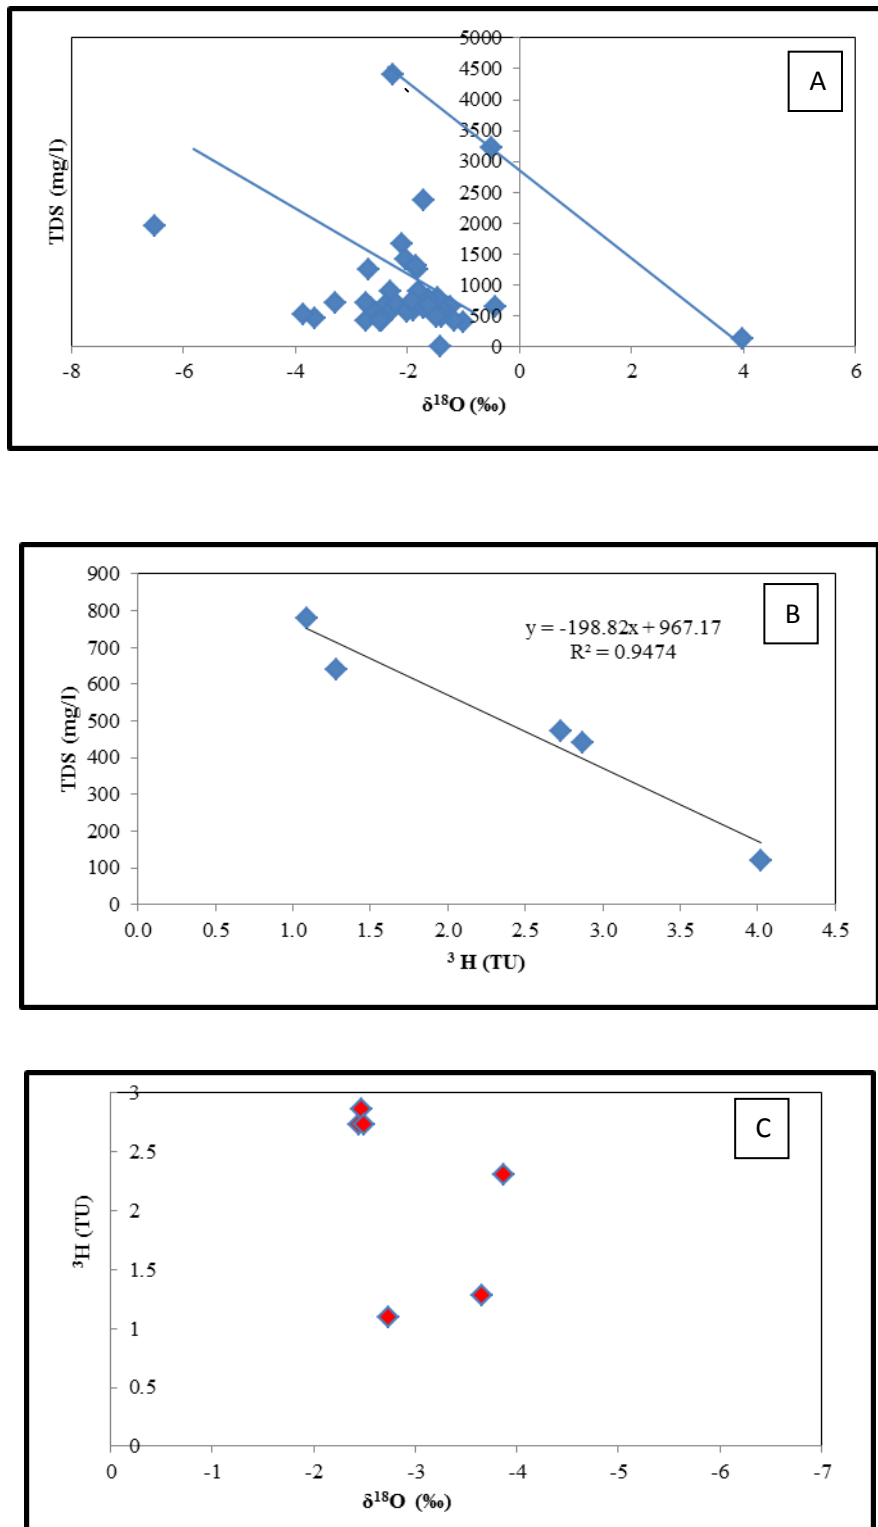 5000
4500
4000
3500
3000
2500
2000
1500
1000
500
0
A
TDS (mg/l)
-8 -6 -4 -2 0 2 4 6
δ¹⁸O (‰)
900
800
700
600
500
400
300
200
100
0
B
y = -198.82x + 967.17
R² = 0.9474
TDS (mg/l)
0.0 0.5 1.0 1.5 2.0 2.5 3.0 3.5 4.0 4.5
³ H (TU)
3
2.5
2
1.5
1
0.5
0
C
³H (TU)
0 -1 -2 -3 -4 -5 -6 -7
δ¹⁸O (‰)